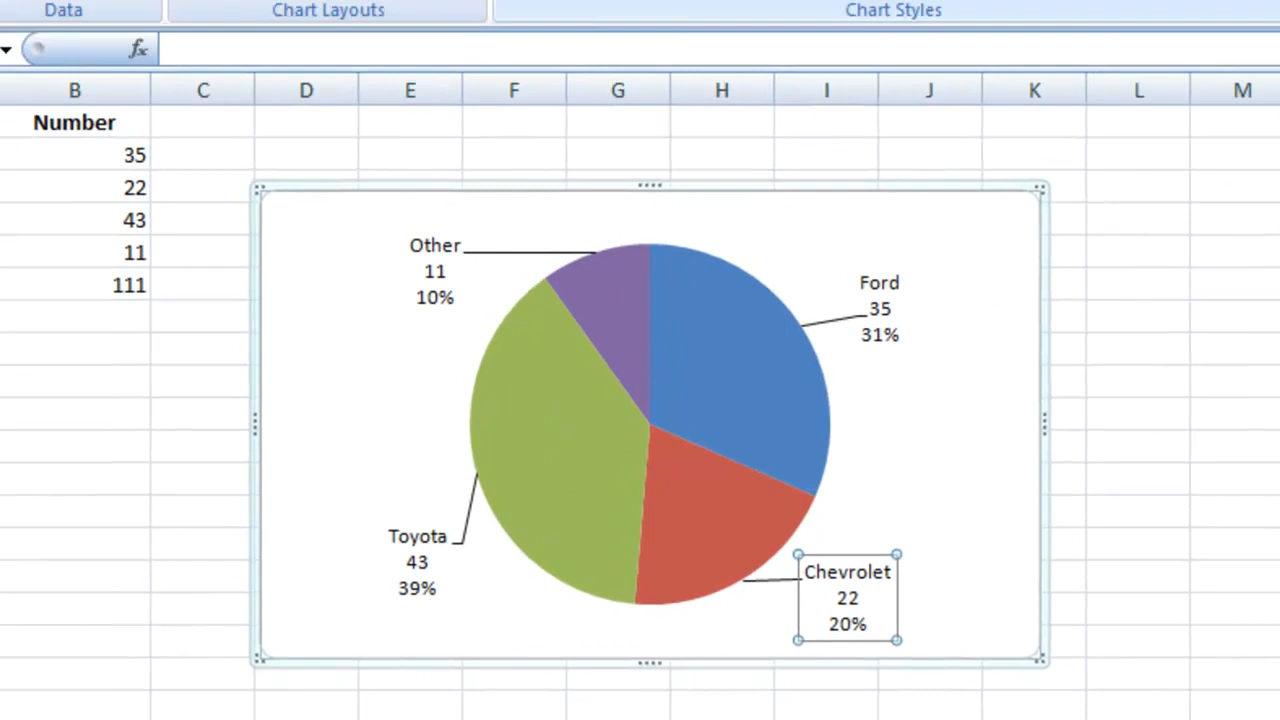 Data
Chart Layouts
Chart Styles
fx
B
C
D
E
F
G
H
I
J
K
L
M
Number
35
22
43
11
111
Other
11
10%
Ford
35
31%
Toyota
43
39%
Chevrolet
22
20%